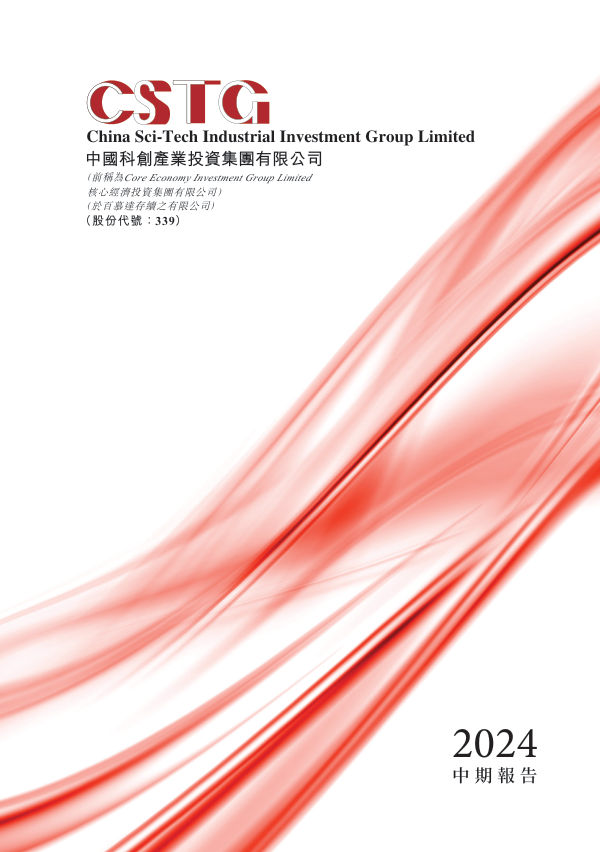 CSTG
China Sci-Tech Industrial Investment Group Limited
中國科創產業投資集團有限公司
(前稱為Core Economy Investment Group Limited
核心經濟投資集團有限公司)
(於百慕達存續之有限公司)
(股份代號：339)
2024
中期報告